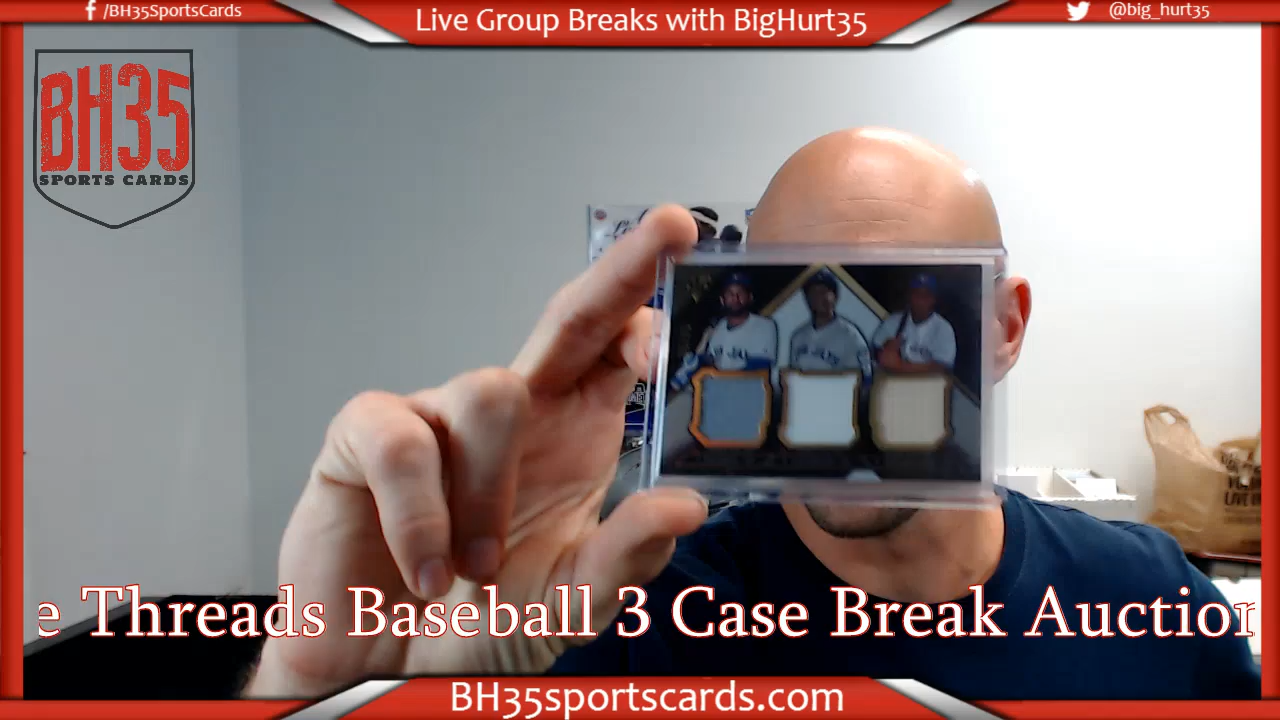 /BH35SportsCards
Live Group Breaks with BigHurt35
@big_hurt35
BH35
SPORTS CARDS
e Threads Baseball 3 Case Break Auction
BH35sportscards.com